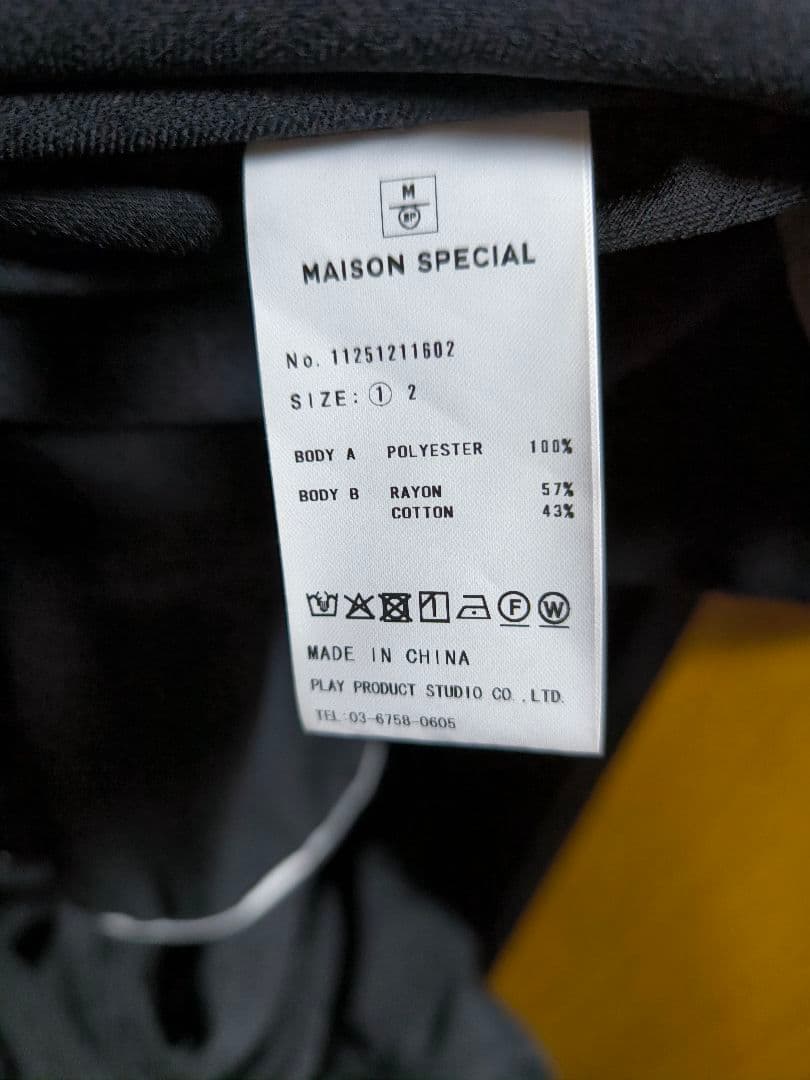 M
SP
MAISON SPECIAL
No. 11251211602
SIZE: ① 2
BODY A POLYESTER 100%
BODY B RAYON 57%
COTTON 43%
F W
MADE IN CHINA
PLAY PRODUCT STUDIO CO.,LTD.
TEL:03-6758-0605